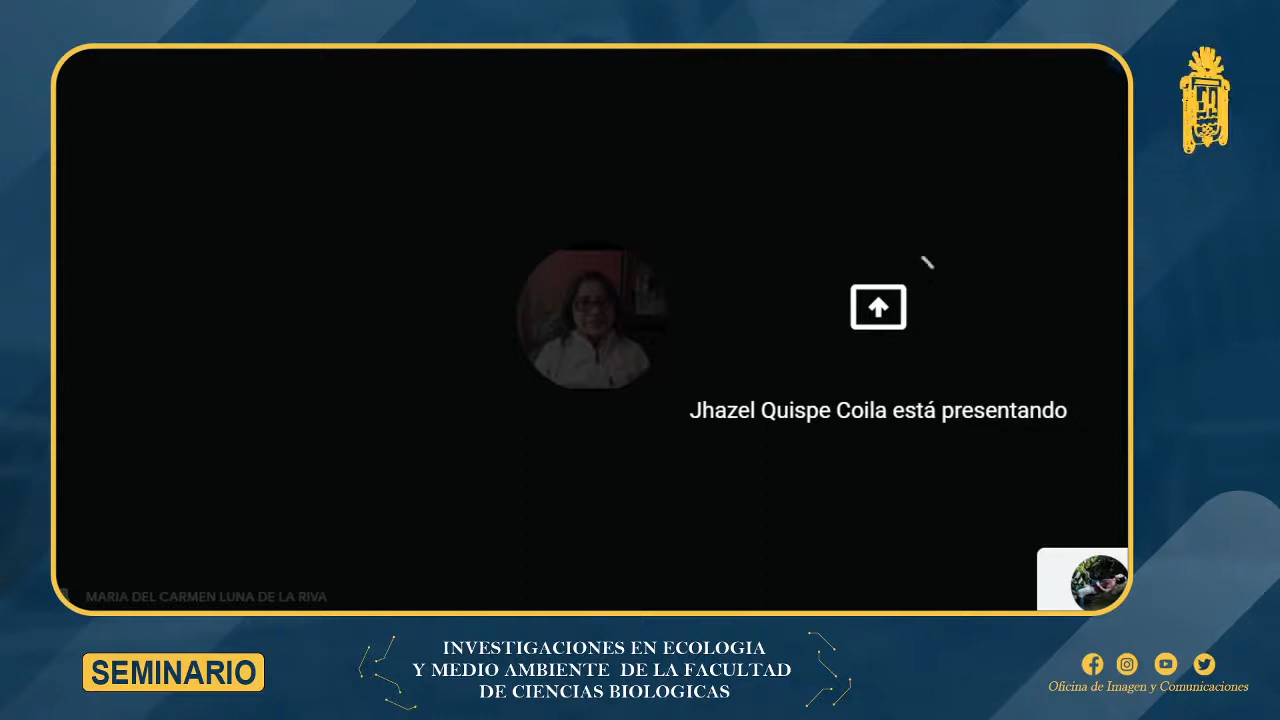 Jhazel Quispe Coila está presentando
MARIA DEL CARMEN LUNA DE LA RIVA
SEMINARIO
INVESTIGACIONES EN ECOLOGIA
Y MEDIO AMBIENTE DE LA FACULTAD
DE CIENCIAS BIOLOGICAS
Oficina de Imagen y Comunicaciones